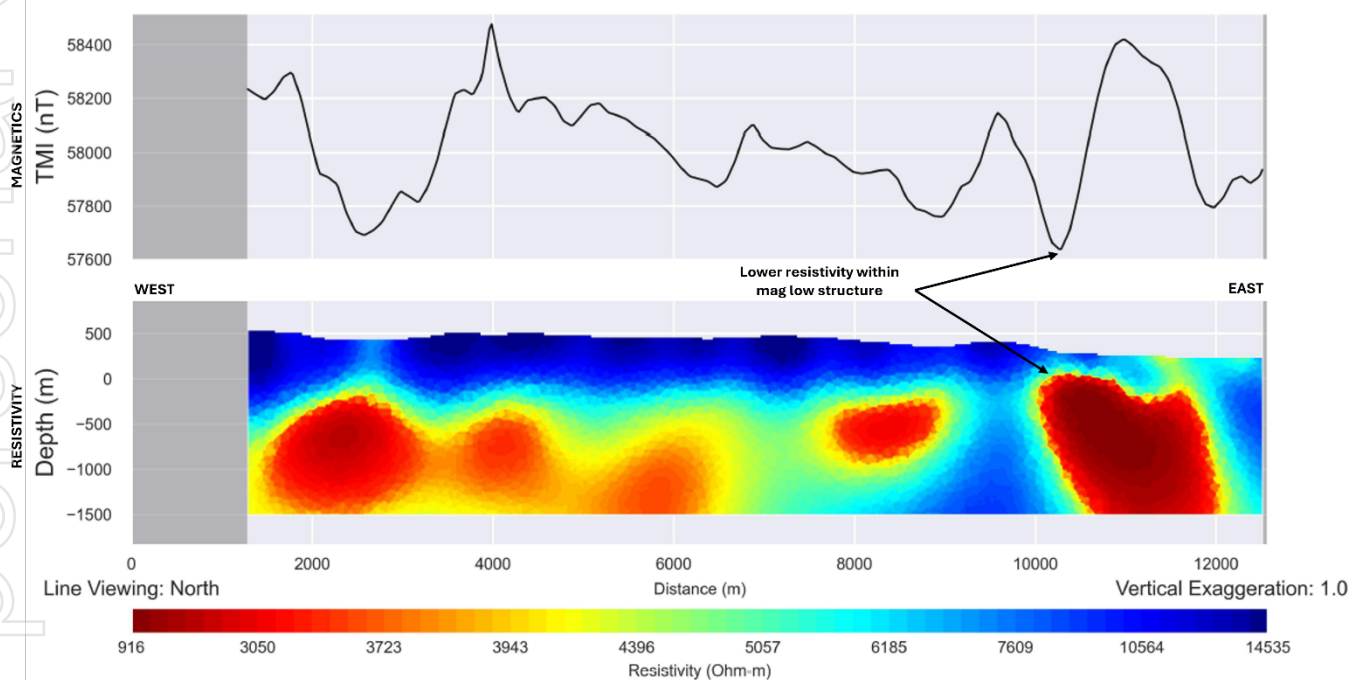 MAGNETICS
TMI (nT)
58400
58200
58000
57800
57600
Lower resistivity within
mag low structure
WEST
EAST
RESISTIVITY
Depth (m)
500
0
−500
−1000
−1500
0 2000 4000 6000 8000 10000 12000
Line Viewing: North
Distance (m)
Vertical Exaggeration: 1.0
916 3050 3723 3943 4396 5057 6185 7609 10564 14535
Resistivity (Ohm-m)